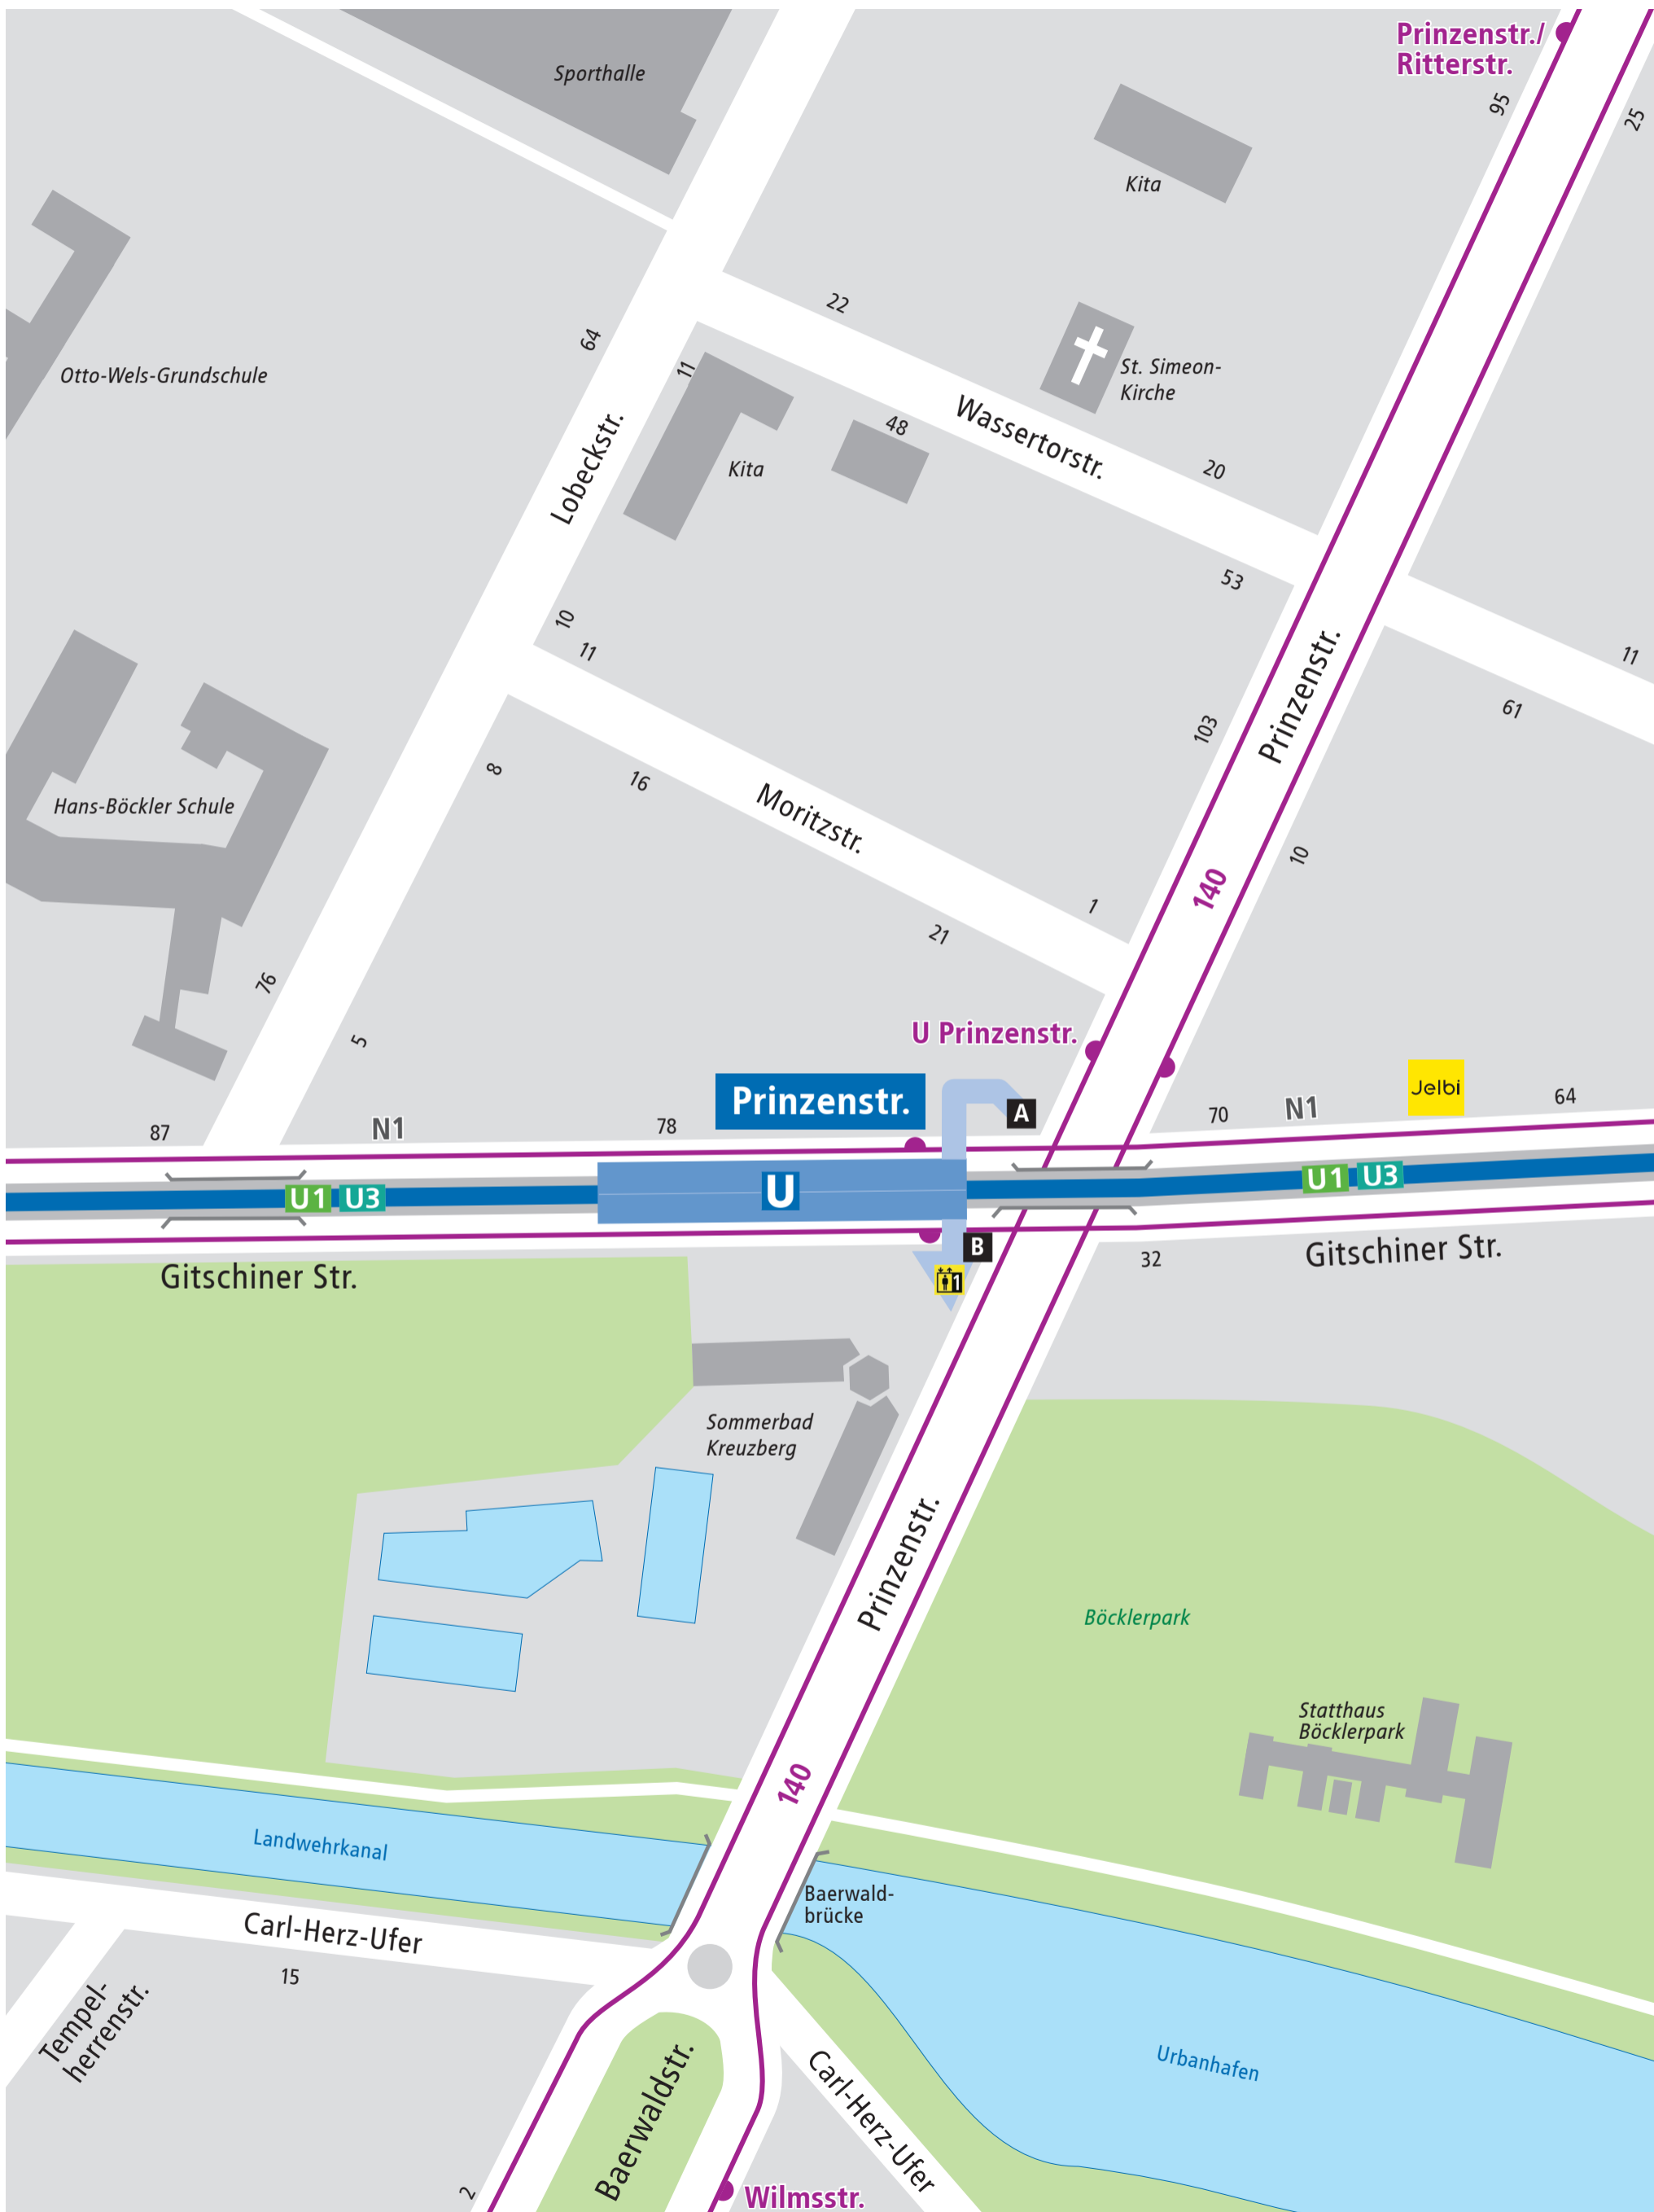 Prinzenstr./
Ritterstr.
Sporthalle
95
25
Kita
22
64
11
St. Simeon-
Kirche
Otto-Wels-Grundschule
Wassertorstr.
48
Lobeckstr.
Kita
20
53
10
11
11
Prinzenstr.
61
103
8
16
Moritzstr.
Hans-Böckler Schule
10
140
1
21
76
5
U Prinzenstr.
Jelbi
Prinzenstr.
A
64
N1
70
78
N1
87
U1 U3
U
U1 U3
B
Gitschiner Str.
32
Gitschiner Str.
1
Sommerbad
Kreuzberg
Prinzenstr.
Böcklerpark
Statthaus
Böcklerpark
140
Landwehrkanal
Baerwald-
brücke
Carl-Herz-Ufer
15
Tempel-
herrenstr.
Baerwaldstr.
Carl-Herz-Ufer
Urbanhafen
2
Wilmsstr.